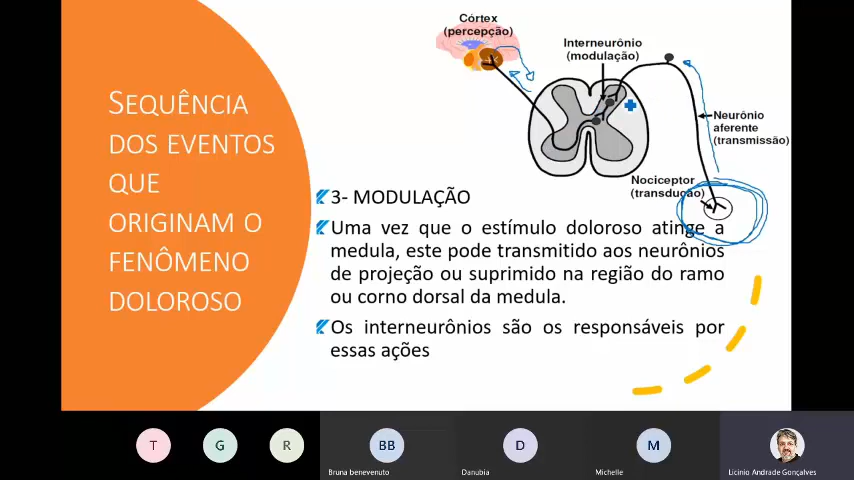 SEQUÊNCIA
DOS EVENTOS
QUE
ORIGINAM O
FENÔMENO
DOLOROSO
Córtex
(percepção)
Interneurônio
(modulação)
Neurônio
aferente
(transmissão)
Nociceptor
(transdução)
3- MODULAÇÃO
Uma vez que o estímulo doloroso atinge a
medula, este pode transmitido aos neurônios
de projeção ou suprimido na região do ramo
ou corno dorsal da medula.
Os interneurônios são os responsáveis por
essas ações
T
G
R
BB
D
M
Bruna benevenuto
Danubia
Michelle
Licinio Andrade Gonçalves